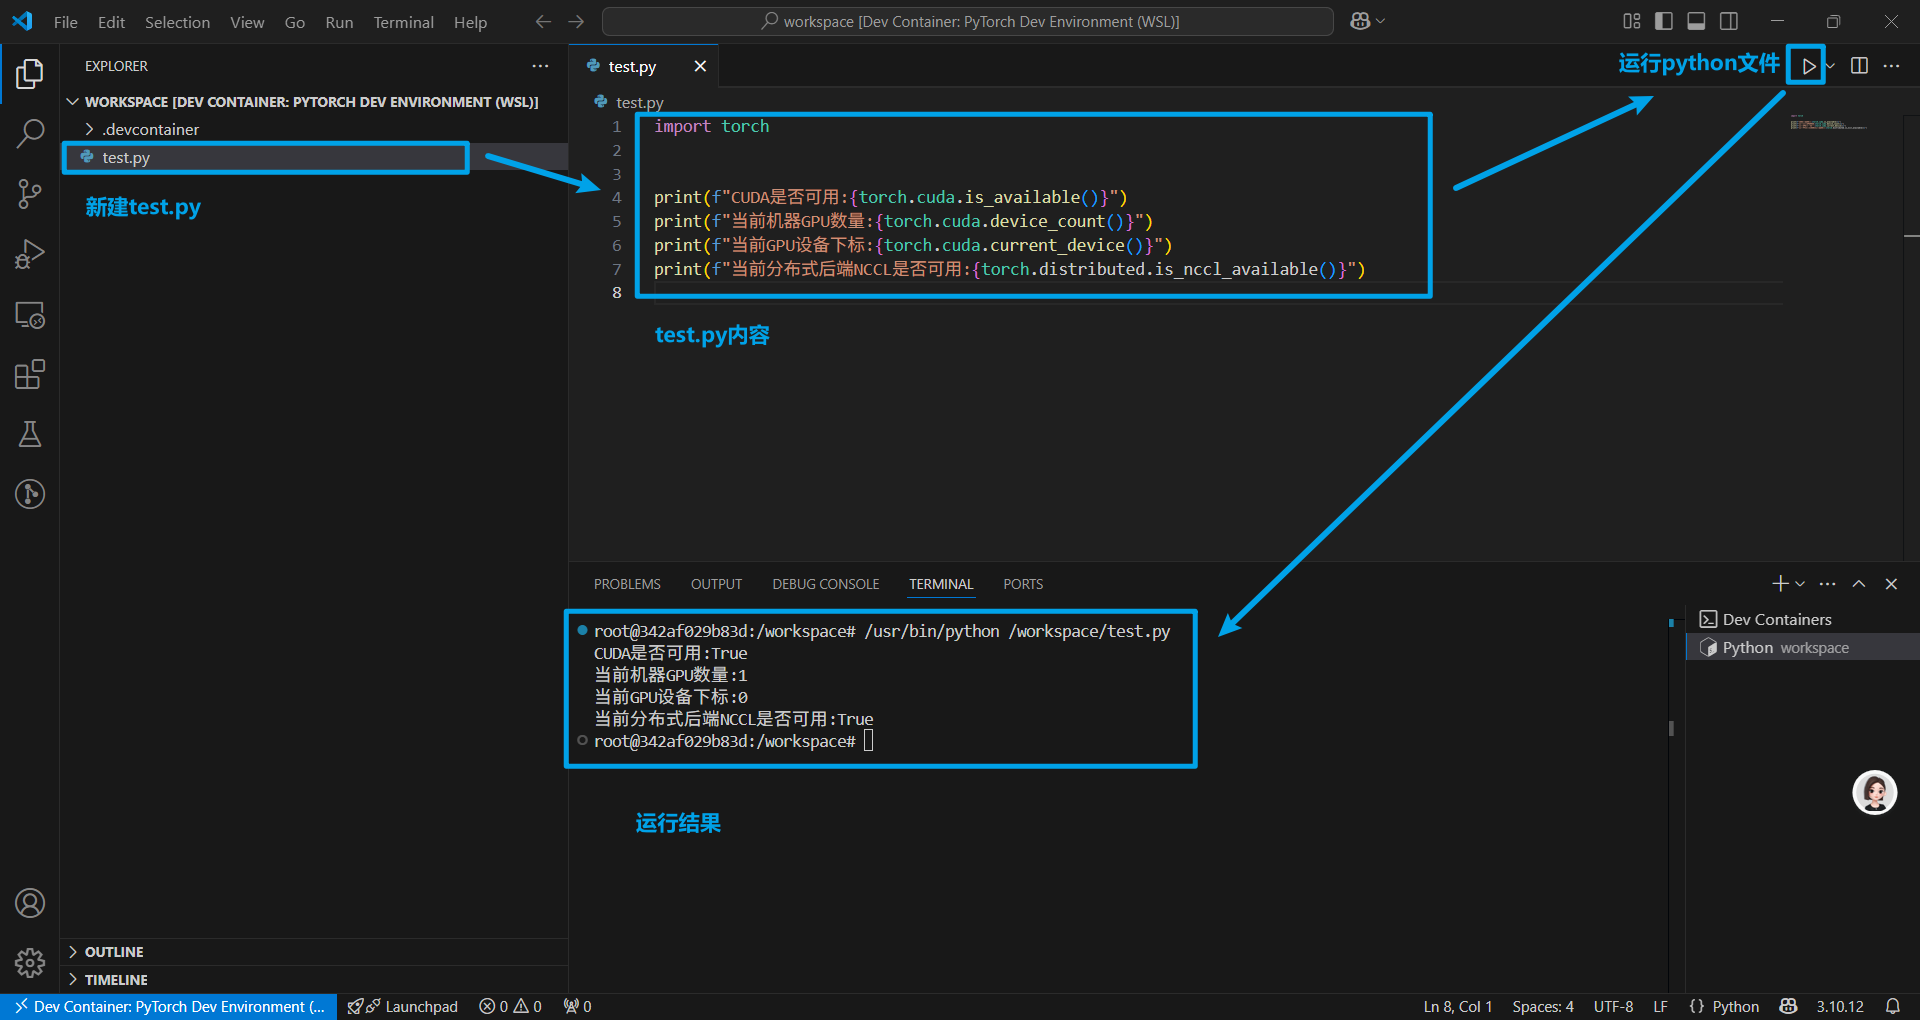 File Edit Selection View Go Run Terminal Help
workspace [Dev Container: PyTorch Dev Environment (WSL)]
EXPLORER
WORKSPACE [DEV CONTAINER: PYTORCH DEV ENVIRONMENT (WSL)]
.devcontainer
test.py
新建test.py
OUTLINE
TIMELINE
test.py
运行python文件
test.py
1 import torch
2
3
4 print(f"CUDA是否可用:{torch.cuda.is_available()}")
5 print(f"当前机器GPU数量:{torch.cuda.device_count()}")
6 print(f"当前GPU设备下标:{torch.cuda.current_device()}")
7 print(f"当前分布式后端NCCL是否可用:{torch.distributed.is_nccl_available()}")
8
test.py内容
PROBLEMS OUTPUT DEBUG CONSOLE TERMINAL PORTS
root@342af029b83d:/workspace# /usr/bin/python /workspace/test.py
CUDA是否可用:True
当前机器GPU数量:1
当前GPU设备下标:0
当前分布式后端NCCL是否可用:True
root@342af029b83d:/workspace#
运行结果
Dev Containers
Python workspace
Dev Container: PyTorch Dev Environment (... Launchpad 0 0 0 Ln 8, Col 1 Spaces: 4 UTF-8 LF {} Python 3.10.12